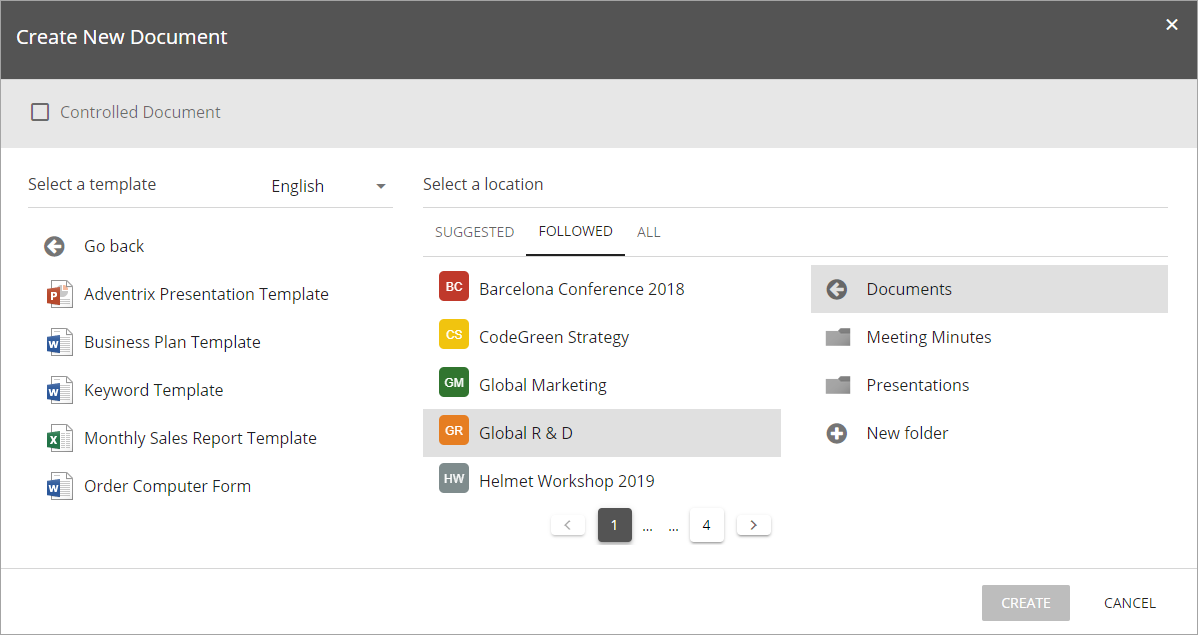 Create New Document
Controlled Document
Select a template
English
Go back
P
Adventrix Presentation Template
W
Business Plan Template
W
Keyword Template
X
Monthly Sales Report Template
W
Order Computer Form
Select a location
SUGGESTED FOLLOWED ALL
BC Barcelona Conference 2018
CS CodeGreen Strategy
GM Global Marketing
GR Global R & D
HW Helmet Workshop 2019
< 1 ... ... 4 >
Documents
Meeting Minutes
Presentations
New folder
CREATE CANCEL